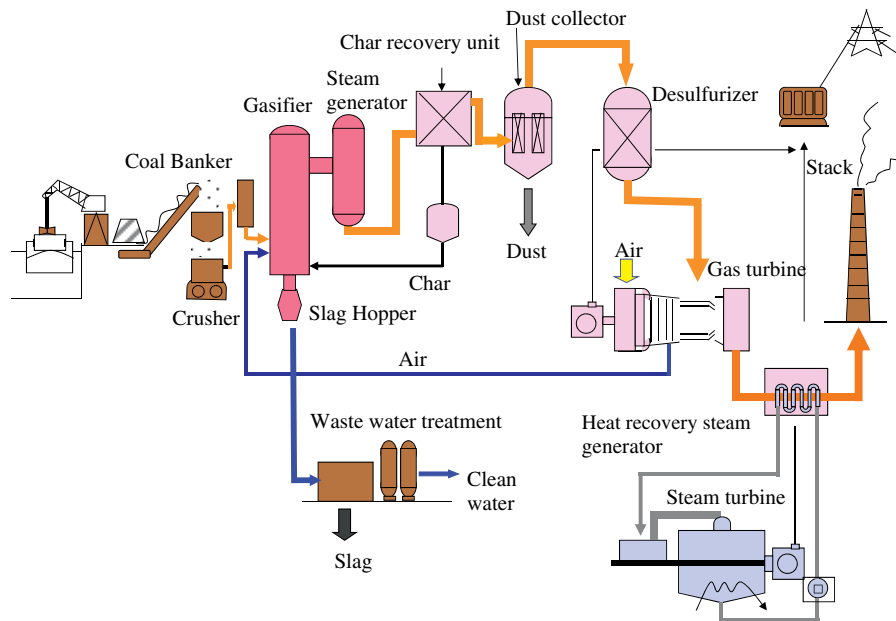 Dust collector
Char recovery unit
Steam
generator
Gasifier
Desulfurizer
Coal Banker
Stack
Dust
Air
Gas turbine
Char
Crusher
Slag Hopper
Air
Heat recovery steam
generator
Waste water treatment
Clean
water
Steam turbine
Slag